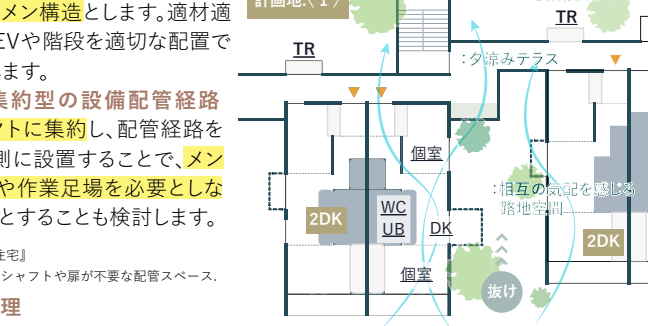 メン構造とします。適材適
EVや階段を適切な配置で
ます。
集約型の設備配管経路
フトに集約し、配管経路を
側に設置することで、メン
や作業足場を必要としな
とすることも検討します。
住宅』
シャフトや扉が不要な配管スペース.
理
計画地:〈1〉
TR
TR
:夕涼みテラス
個室
:相互の気配を感じる
路地空間
2DK
WC
UB
DK
2DK
個室
抜け